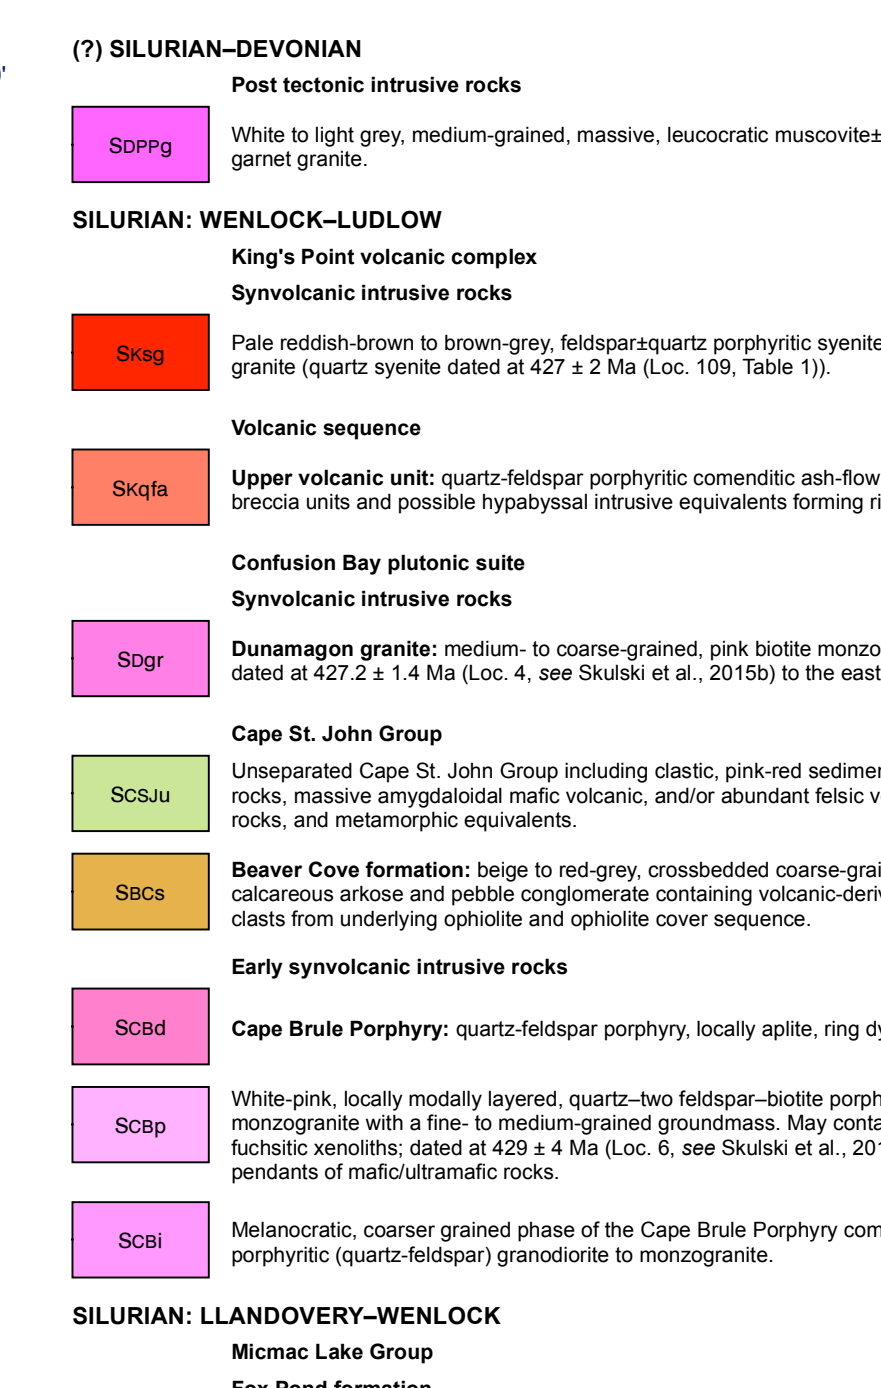 (?) SILURIAN–DEVONIAN
Post tectonic intrusive rocks
SDPPg
White to light grey, medium-grained, massive, leucocratic muscovite±
garnet granite.
SILURIAN: WENLOCK–LUDLOW
King's Point volcanic complex
Synvolcanic intrusive rocks
SKsg
Pale reddish-brown to brown-grey, feldspar±quartz porphyritic syenite
granite (quartz syenite dated at 427 ± 2 Ma (Loc. 109, Table 1)).
Volcanic sequence
SKqfa
Upper volcanic unit: quartz-feldspar porphyritic comenditic ash-flow
breccia units and possible hypabyssal intrusive equivalents forming
Confusion Bay plutonic suite
Synvolcanic intrusive rocks
SDgr
Dunamagon granite: medium- to coarse-grained, pink biotite
dated at 427.2 ± 1.4 Ma (Loc. 4, see Skulski et al., 2015b) to the east
Cape St. John Group
SCSJu
Unseparated Cape St. John Group including clastic, pink-red
rocks, massive amygdaloidal mafic volcanic, and/or abundant felsic
rocks, and metamorphic equivalents.
SBCs
Beaver Cove formation: beige to red-grey, crossbedded
calcareous arkose and pebble conglomerate containing
clasts from underlying ophiolite and ophiolite cover sequence.
Early synvolcanic intrusive rocks
SCBd
Cape Brule Porphyry: quartz-feldspar porphyry, locally aplite, ring
SCBp
White-pink, locally modally layered, quartz–two feldspar–biotite
monzogranite with a fine- to medium-grained groundmass. May
fuchsitic xenoliths; dated at 429 ± 4 Ma (Loc. 6, see Skulski et al.,
pendants of mafic/ultramafic rocks.
SCBi
Melanocratic, coarser grained phase of the Cape Brule Porphyry
porphyritic (quartz-feldspar) granodiorite to monzogranite.
SILURIAN: LLANDOVERY–WENLOCK
Micmac Lake Group
Fox Pond formation